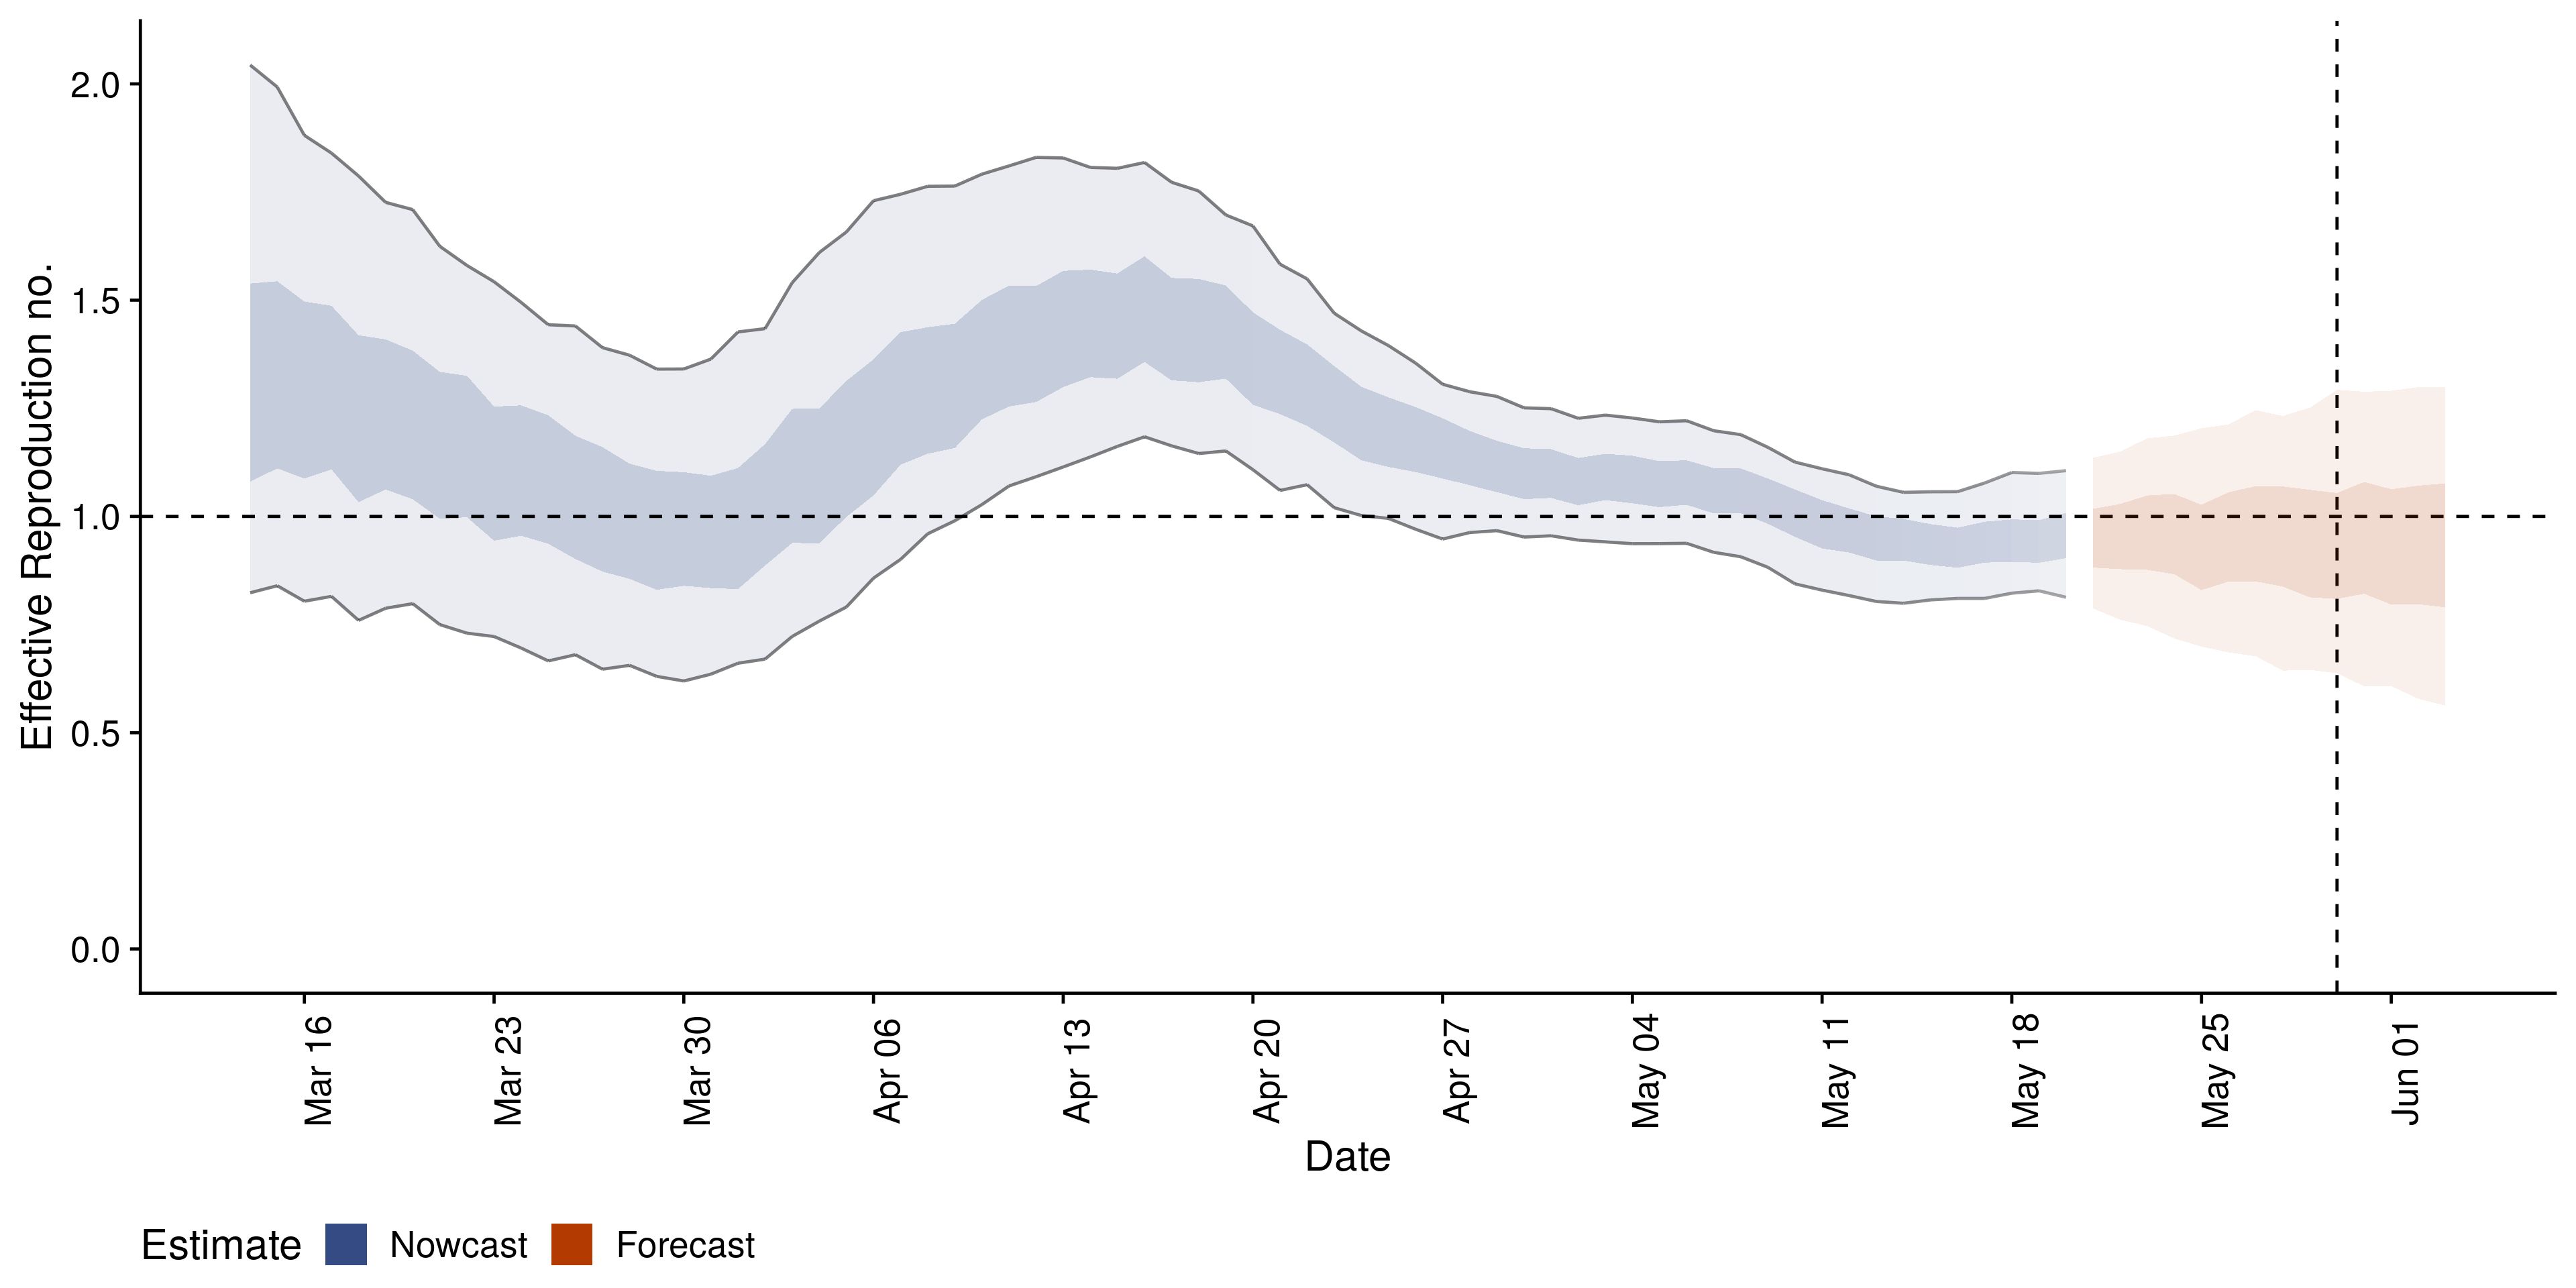 Effective Reproduction no.
2.0
1.5
1.0
0.5
0.0
Mar 16
Mar 23
Mar 30
Apr 06
Apr 13
Apr 20
Apr 27
May 04
May 11
May 18
May 25
Jun 01
Date
Estimate Nowcast Forecast